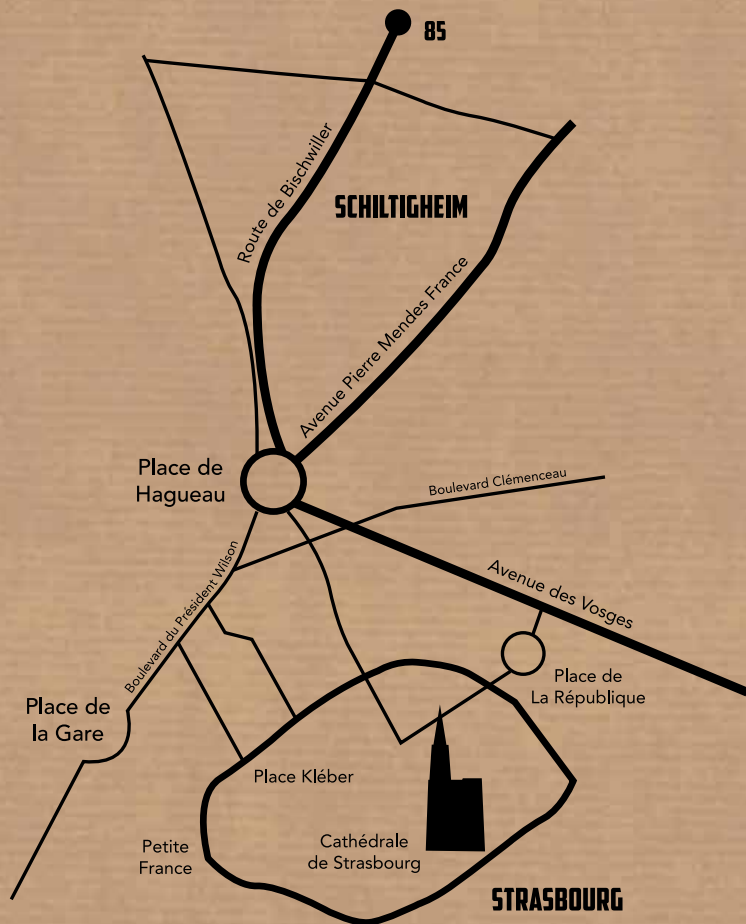 85
Route de Bischwiller
SCHILTIGHEIM
Avenue Pierre Mendes France
Place de
Hagueau
Boulevard Clémenceau
Boulevard du Président Wilson
Avenue des Vosges
Place de
La République
Place de
la Gare
Place Kléber
Petite
France
Cathédrale
de Strasbourg
STRASBOURG